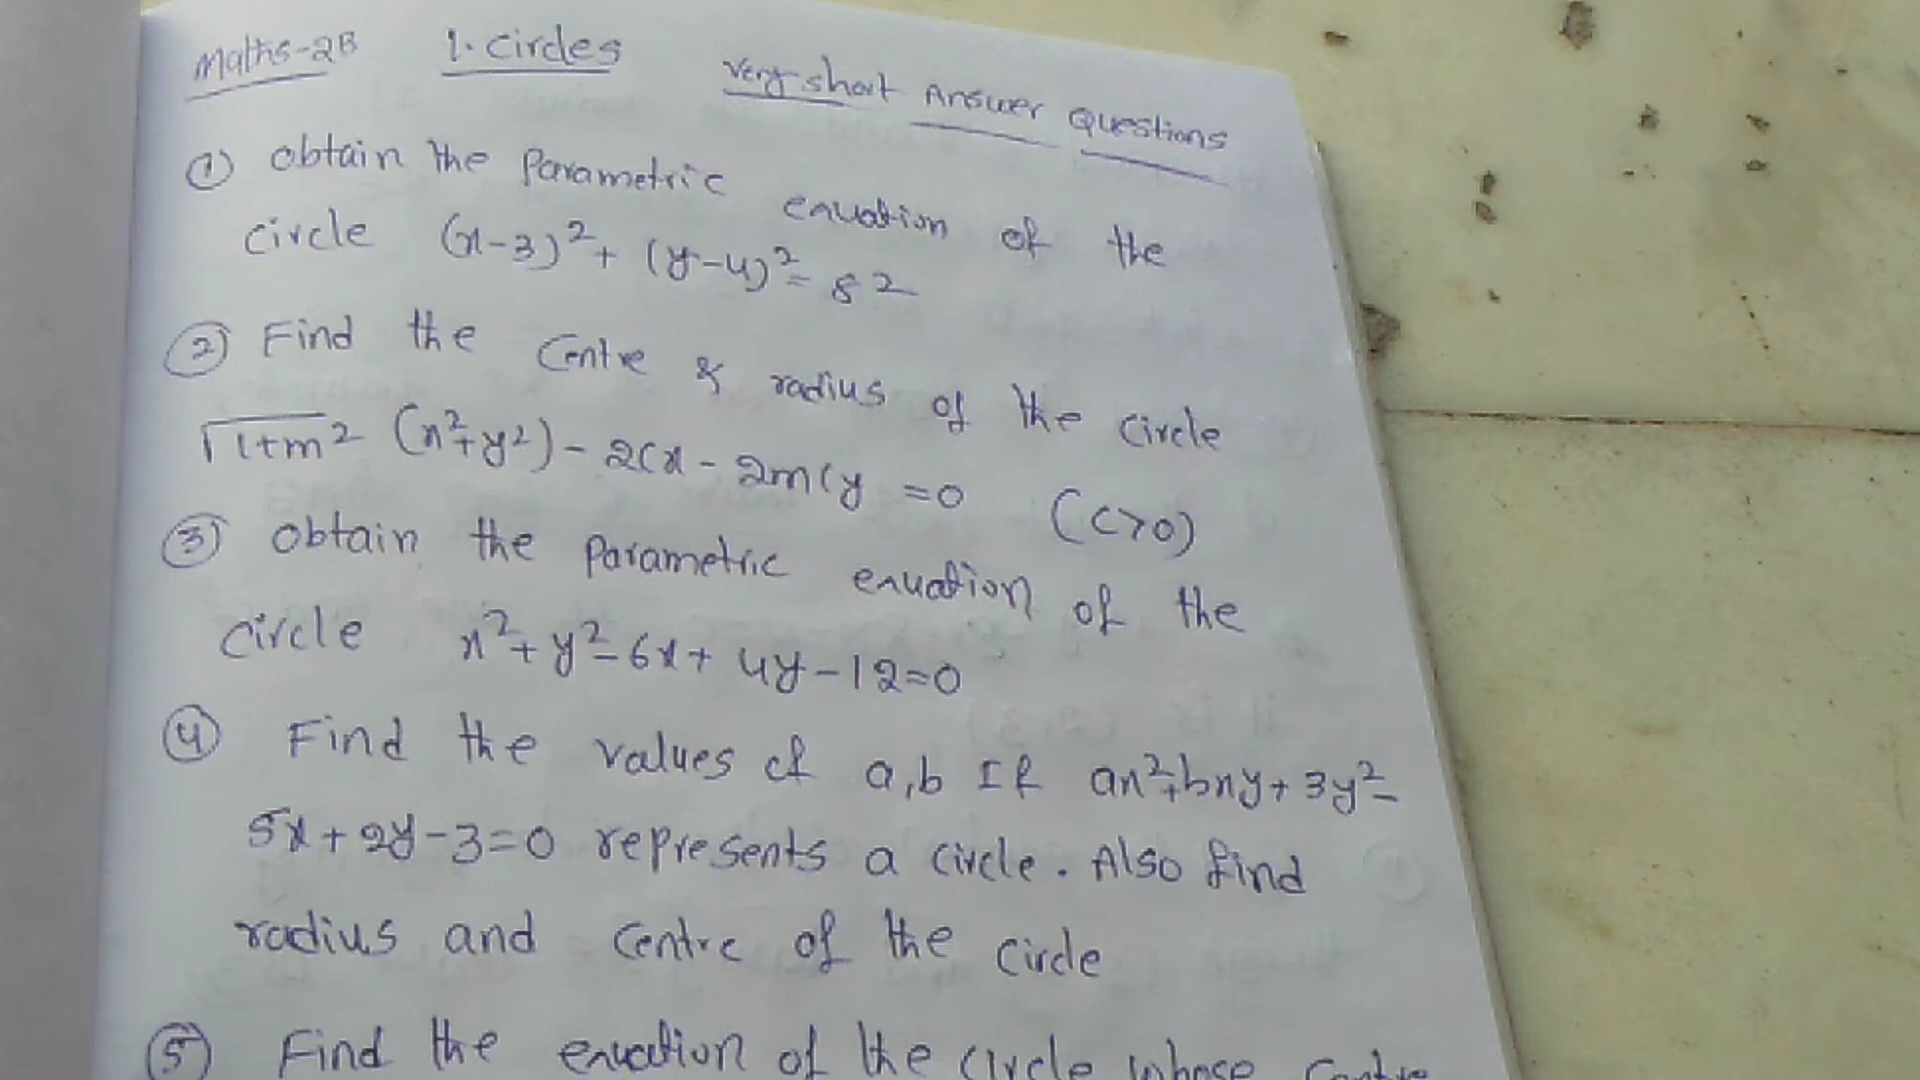 Maths-2B 1. Circles Very short Answer Questions
① Obtain the Parametric equation of the
circle (x-3)²+(y-4)²=8²
② Find the Centre & radius of the circle
√1+m² (x²+y²)-2cx-2mcy=0 (c>0)
③ Obtain the Parametric equation of the
circle x²+y²-6x+4y-12=0
④ Find the values of a,b If ax²+bxy+3y²-
5x+2y-3=0 represents a circle. Also find
radius and centre of the circle
⑤ Find the equation of the circle whose centre